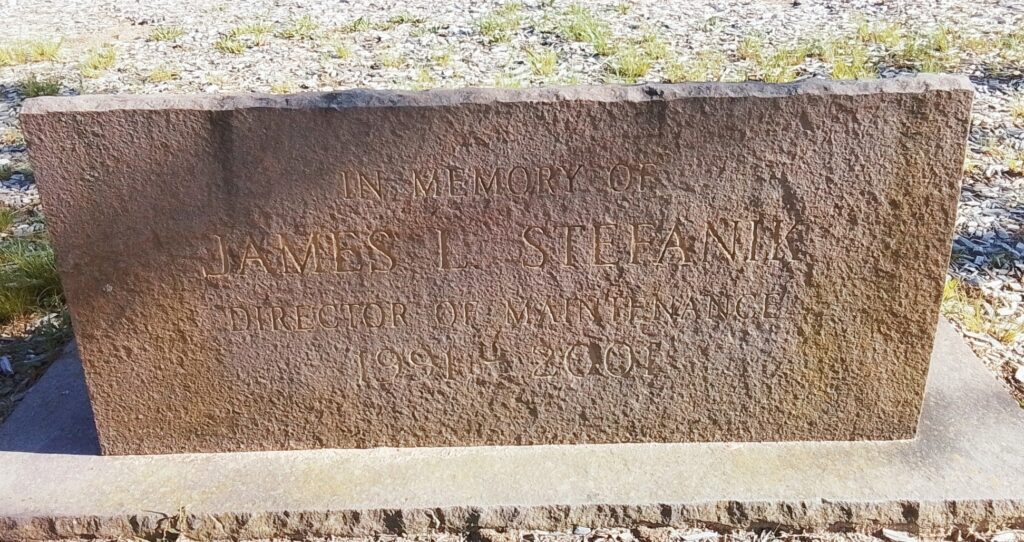 IN MEMORY OF
JAMES L. STEFANIK
DIRECTOR OF MAINTENANCE
1991 - 2001